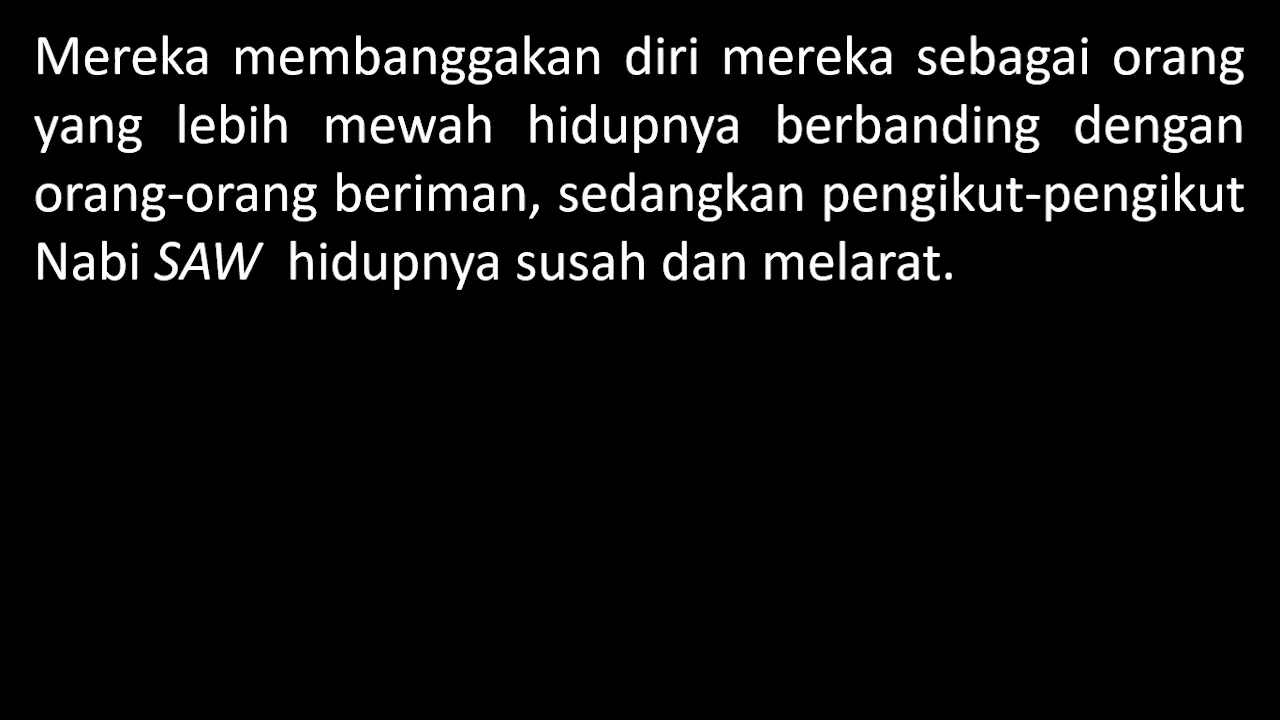 Mereka membanggakan diri mereka sebagai orang
yang lebih mewah hidupnya berbanding dengan
orang-orang beriman, sedangkan pengikut-pengikut
Nabi SAW hidupnya susah dan melarat.